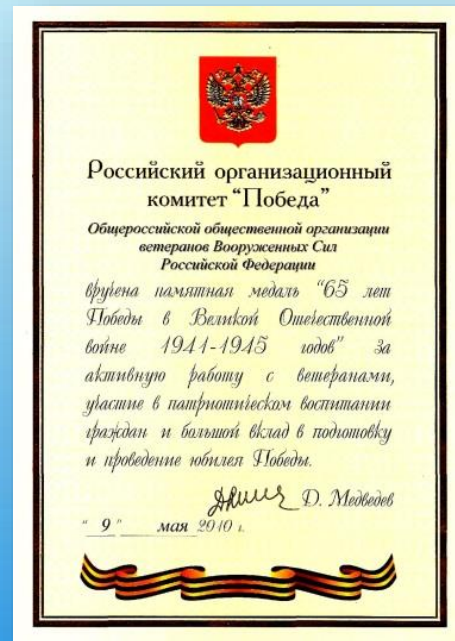 Российский организационный
комитет "Победа"
Общероссийской общественной организации
ветеранов Вооруженных Сил
Российской Федерации
вручена памятная медаль "65 лет
Победы в Великой Отечественной
войне 1941-1945 годов" за
активную работу с ветеранами,
участие в патриотическом воспитании
граждан и большой вклад в подготовку
и проведение юбилея Победы.
Д. Медведев
" 9 " мая 2010 г.